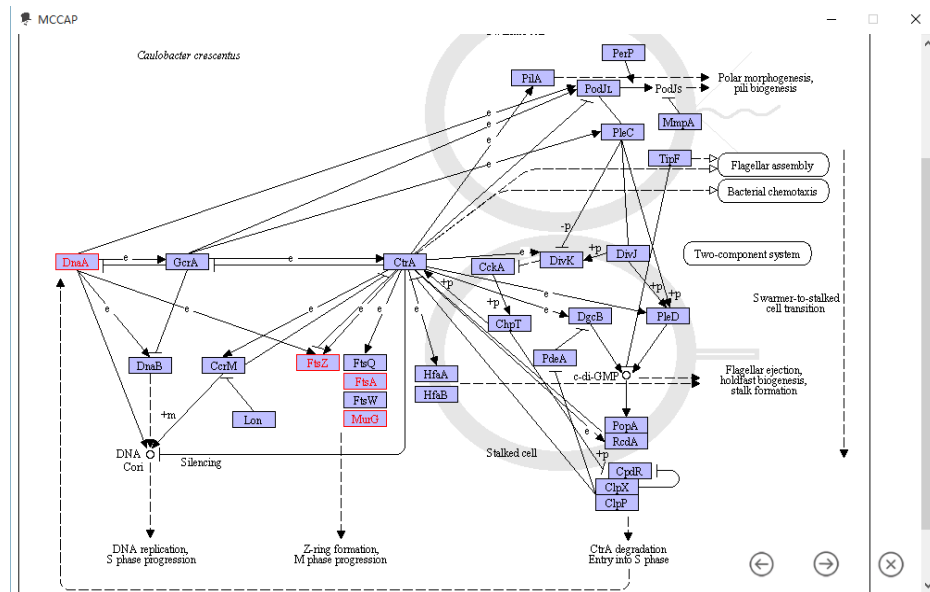 MCCAP
Caulobacter crescentus
PerP
PilA
Polar morphogenesis,
pili biogenesis
PodJL
PodJs
MmpA
PleC
TipF
Flagellar assembly
Bacterial chemotaxis
e
e
e
e
-p
DnaA
e
GcrA
e
CtrA
e
CckA
DivK
+p
DivJ
Two-component system
+p
+p
+p
+p
Swarmer-to-stalked
cell transition
e
e
e
e
e
e
e
e
e
e
ChpT
DgcB
PleD
DnaB
CcrM
FtsZ
FtsQ
FtsA
FtsW
MurG
HfaA
HfaB
PdeA
c-di-GMP
Flagellar ejection,
holdfast biogenesis,
stalk formation
+m
Lon
e
PopA
RcdA
DNA
Cori
Silencing
Stalked cell
+p
CpdR
ClpX
ClpP
DNA replication,
S phase progression
Z-ring formation,
M phase progression
CtrA degradation
Entry into S phase